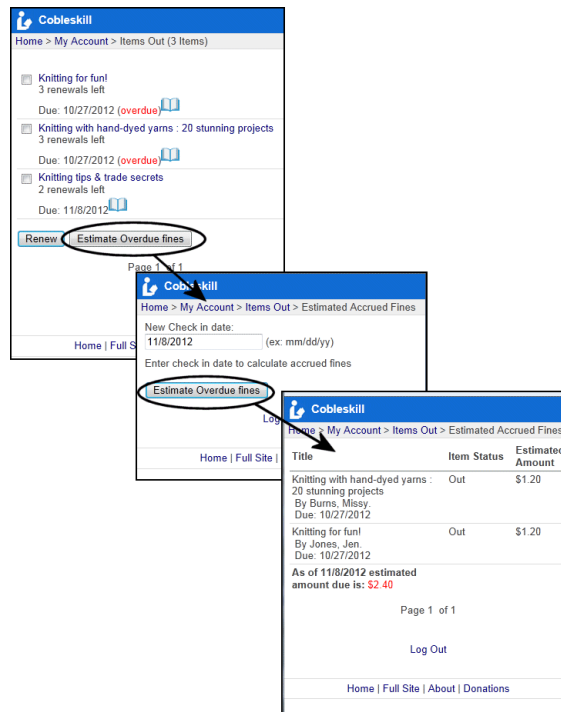 Cobleskill
Home > My Account > Items Out (3 Items)
Knitting for fun!
3 renewals left
Due: 10/27/2012 (overdue)
Knitting with hand-dyed yarns : 20 stunning projects
3 renewals left
Due: 10/27/2012 (overdue)
Knitting tips & trade secrets
2 renewals left
Due: 11/8/2012
Renew Estimate Overdue fines
Page 1 of 1
Home | Full
Cobleskill
Home > My Account > Items Out > Estimated Accrued Fines
New Check in date:
11/8/2012 (ex: mm/dd/yy)
Enter check in date to calculate accrued fines
Estimate Overdue fines
Log
Home | Full Site |
Cobleskill
Home > My Account > Items Out > Estimated Accrued Fines
Title Item Status Estimated Amount
Knitting with hand-dyed yarns : Out $1.20
20 stunning projects
By Burns, Missy.
Due: 10/27/2012
Knitting for fun! Out $1.20
By Jones, Jen.
Due: 10/27/2012
As of 11/8/2012 estimated
amount due is: $2.40
Page 1 of 1
Log Out
Home | Full Site | About | Donations